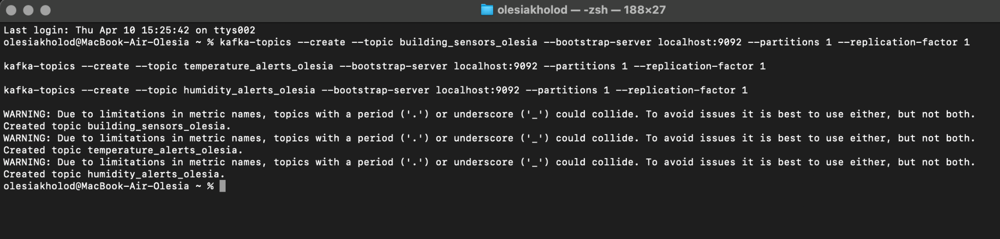 olesiakholod — -zsh — 188×27
Last login: Thu Apr 10 15:25:42 on ttys002
olesiakholod@MacBook-Air-Olesia ~ % kafka-topics --create --topic building_sensors_olesia --bootstrap-server localhost:9092 --partitions 1 --replication-factor 1
kafka-topics --create --topic temperature_alerts_olesia --bootstrap-server localhost:9092 --partitions 1 --replication-factor 1
kafka-topics --create --topic humidity_alerts_olesia --bootstrap-server localhost:9092 --partitions 1 --replication-factor 1
WARNING: Due to limitations in metric names, topics with a period ('.') or underscore ('_') could collide. To avoid issues it is best to use either, but not both.
Created topic building_sensors_olesia.
WARNING: Due to limitations in metric names, topics with a period ('.') or underscore ('_') could collide. To avoid issues it is best to use either, but not both.
Created topic temperature_alerts_olesia.
WARNING: Due to limitations in metric names, topics with a period ('.') or underscore ('_') could collide. To avoid issues it is best to use either, but not both.
Created topic humidity_alerts_olesia.
olesiakholod@MacBook-Air-Olesia ~ %